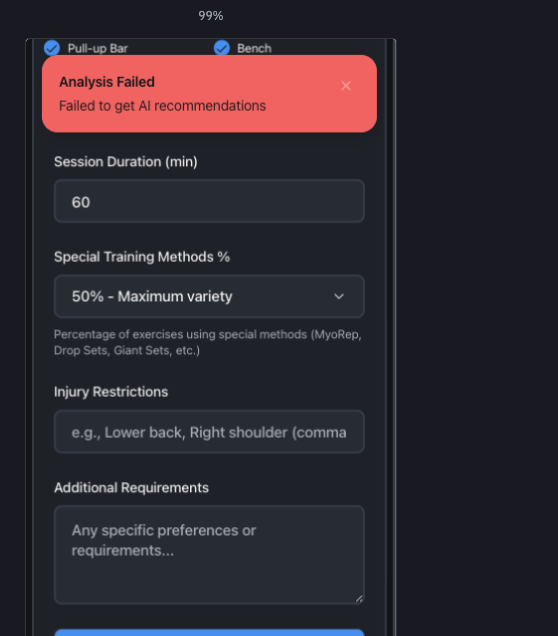 99%
Pull-up Bar
Bench
Analysis Failed
Failed to get AI recommendations
Session Duration (min)
60
Special Training Methods %
50% - Maximum variety
Percentage of exercises using special methods (MyoRep,
Drop Sets, Giant Sets, etc.)
Injury Restrictions
e.g., Lower back, Right shoulder (comma
Additional Requirements
Any specific preferences or
requirements...